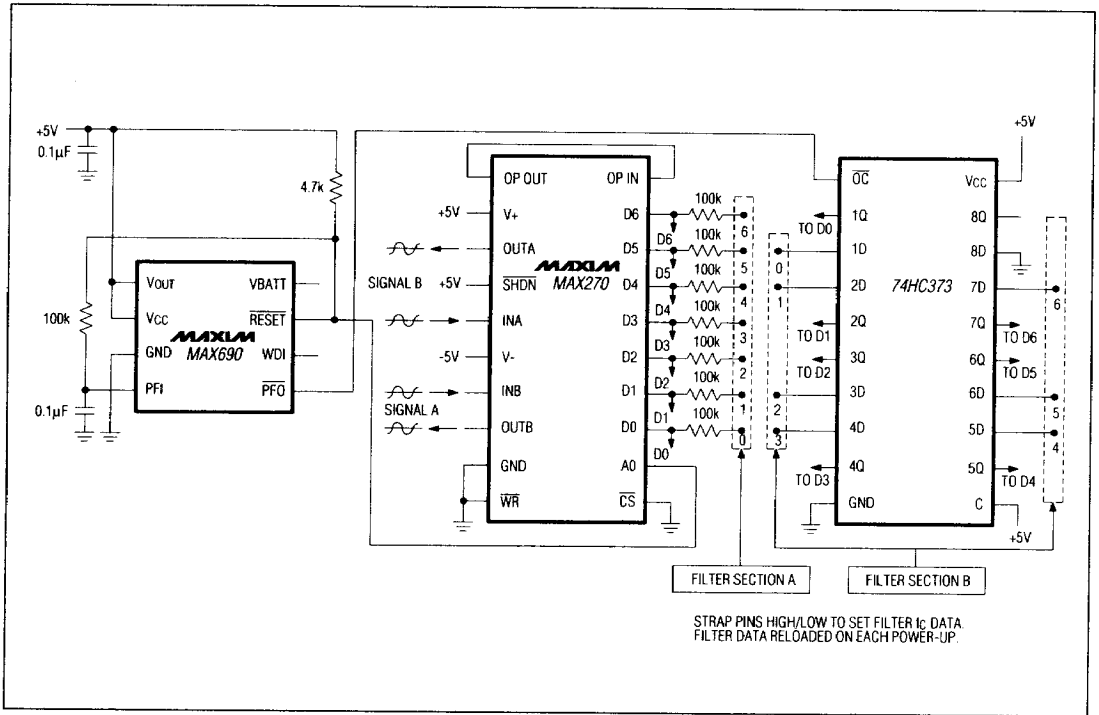 +5V
0.1µF
4.7k
100k
VOUT
VBATT
VCC
RESET
MAXIM
MAX690
GND
WDI
PFI
PFO
0.1µF
OP OUT
OP IN
+5V
V+
D6
100k
6
D6
OUTA
D5
100k
5
D5
SIGNAL B
+5V
SHDN
MAXIM
MAX270
D4
100k
4
D4
INA
D3
100k
3
D3
-5V
V-
D2
100k
2
D2
INB
D1
100k
1
D1
SIGNAL A
OUTB
D0
100k
0
D0
GND
A0
WR
CS
FILTER SECTION A
+5V
OC
VCC
TO D0
1Q
8Q
0
1D
8D
1
2D
74HC373
7D
6
TO D1
2Q
7Q
TO D6
TO D2
3Q
6Q
TO D5
2
3D
6D
5
3
4D
5D
4
TO D3
4Q
5Q
TO D4
GND
C
+5V
FILTER SECTION B
STRAP PINS HIGH/LOW TO SET FILTER fC DATA.
FILTER DATA RELOADED ON EACH POWER-UP.